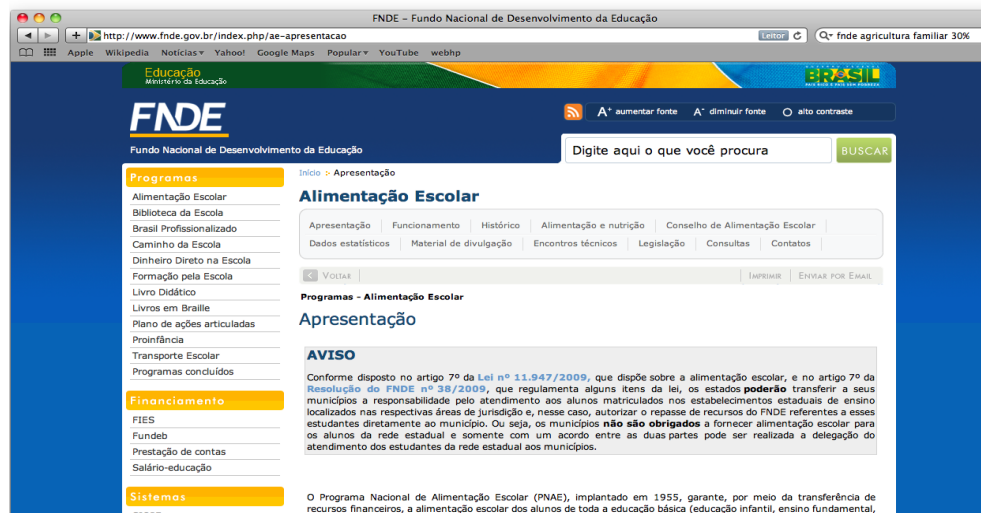 FNDE – Fundo Nacional de Desenvolvimento da Educação
http://www.fnde.gov.br/index.php/ae-apresentacao
Leitor
fnde agricultura familiar 30%
Apple Wikipedia Notícias Yahoo! Google Maps Popular YouTube webhp
Educação
Ministério da Educação
BRASIL
PAÍS RICO É PAÍS SEM POBREZA
FNDE
A+ aumentar fonte A- diminuir fonte alto contraste
Fundo Nacional de Desenvolvimento da Educação
Digite aqui o que você procura
BUSCAR
Programas
Alimentação Escolar
Biblioteca da Escola
Brasil Profissionalizado
Caminho da Escola
Dinheiro Direto na Escola
Formação pela Escola
Livro Didático
Livros em Braille
Plano de ações articuladas
Proinfância
Transporte Escolar
Programas concluídos
Financiamento
FIES
Fundeb
Prestação de contas
Salário-educação
Sistemas
Início > Apresentação
Alimentação Escolar
Apresentação Funcionamento Histórico Alimentação e nutrição Conselho de Alimentação Escolar
Dados estatísticos Material de divulgação Encontros técnicos Legislação Consultas Contatos
Voltar
Imprimir Enviar por Email
Programas - Alimentação Escolar
Apresentação
AVISO
Conforme disposto no artigo 7º da Lei nº 11.947/2009, que dispõe sobre a alimentação escolar, e no artigo 7º da
Resolução do FNDE nº 38/2009, que regulamenta alguns itens da lei, os estados poderão transferir a seus
municípios a responsabilidade pelo atendimento aos alunos matriculados nos estabelecimentos estaduais de ensino
localizados nas respectivas áreas de jurisdição e, nesse caso, autorizar o repasse de recursos do FNDE referentes a esses
estudantes diretamente ao município. Ou seja, os municípios não são obrigados a fornecer alimentação escolar para
os alunos da rede estadual e somente com um acordo entre as duas partes pode ser realizada a delegação do
atendimento dos estudantes da rede estadual aos municípios.
O Programa Nacional de Alimentação Escolar (PNAE), implantado em 1955, garante, por meio da transferência de
recursos financeiros, a alimentação escolar dos alunos de toda a educação básica (educação infantil, ensino fundamental,